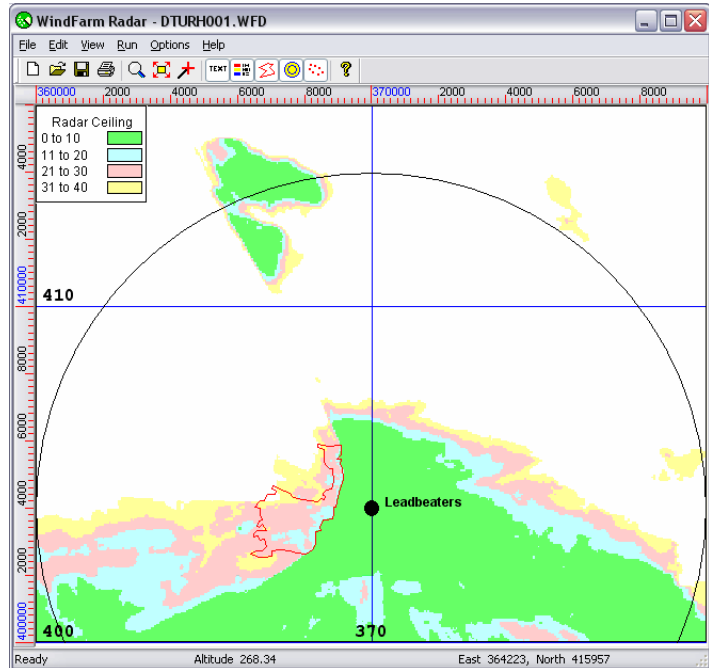 WindFarm Radar - DTURH001.WFD
File Edit View Run Options Help
TEXT
360000 2000 4000 6000 8000 370000 2000 4000 6000 8000
Radar Ceiling
0 to 10
11 to 20
21 to 30
31 to 40
4000
2000
410000
410
8000
6000
4000
Leadbeaters
2000
400000
400 370
Ready Altitude 268.34 East 364223, North 415957